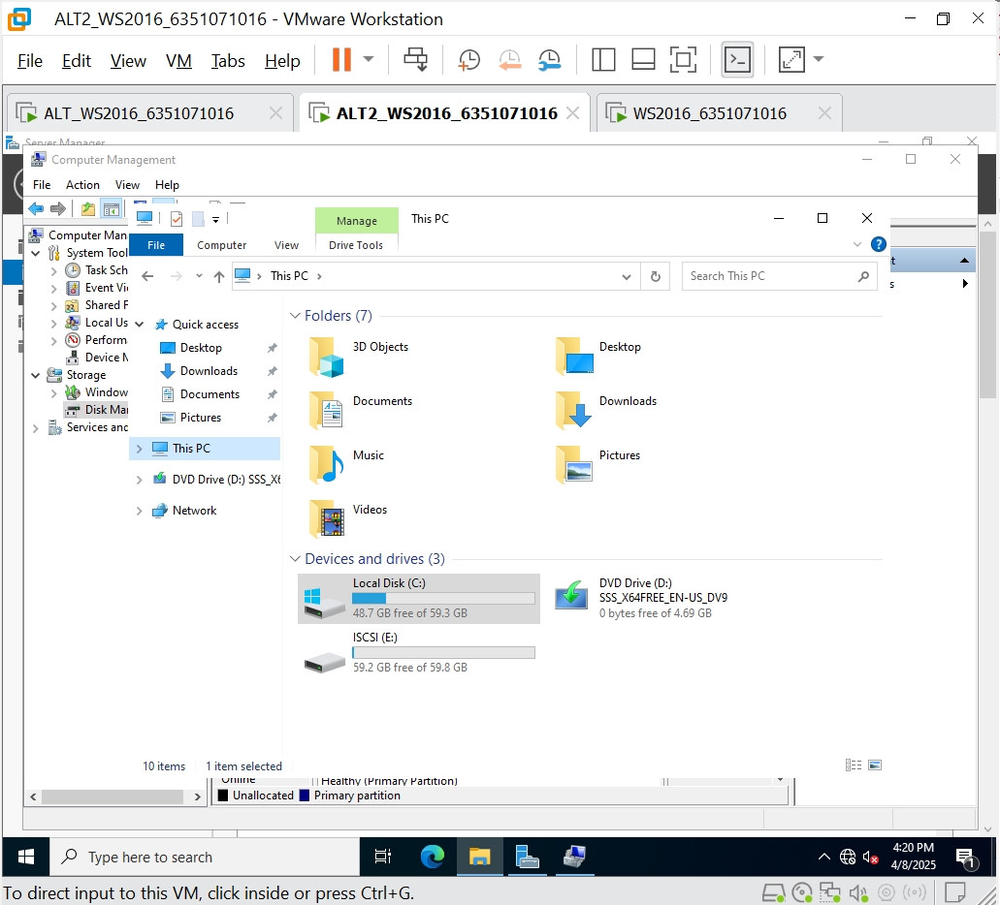 ALT2_WS2016_6351071016 - VMware Workstation
File Edit View VM Tabs Help
ALT_WS2016_6351071016
ALT2_WS2016_6351071016
WS2016_6351071016
Server Manager
Computer Management
File Action View Help
Manage
This PC
File
Computer
View
Drive Tools
This PC
Search This PC
Computer Man
System Tool
Task Sch
Event Vi
Shared F
Local Us
Perform
Device M
Storage
Window
Disk Mar
Services and
Quick access
Desktop
Downloads
Documents
Pictures
This PC
DVD Drive (D:) SSS_X6
Network
Folders (7)
3D Objects
Desktop
Documents
Downloads
Music
Pictures
Videos
Devices and drives (3)
Local Disk (C:)
48.7 GB free of 59.3 GB
DVD Drive (D:)
SSS_X64FREE_EN-US_DV9
0 bytes free of 4.69 GB
ISCSI (E:)
59.2 GB free of 59.8 GB
10 items
1 item selected
Online
Healthy (Primary Partition)
Unallocated
Primary partition
Type here to search
4:20 PM
4/8/2025
1
To direct input to this VM, click inside or press Ctrl+G.